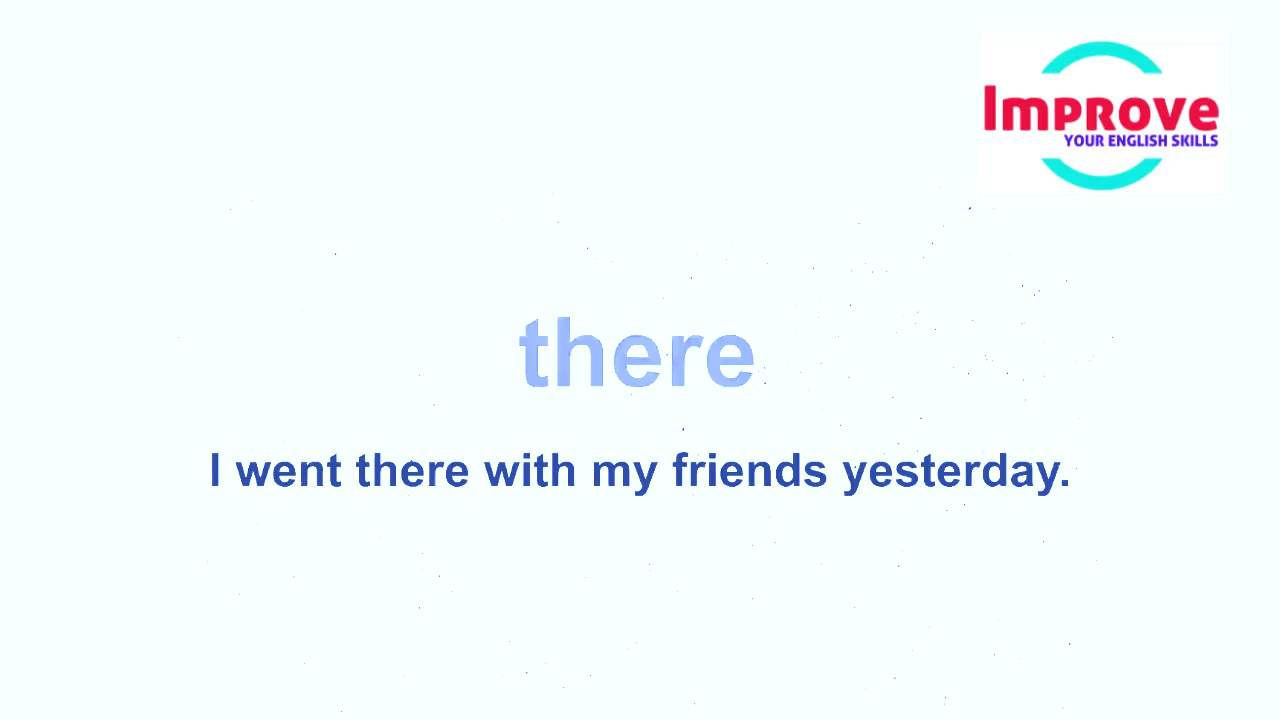 Improve
YOUR ENGLISH SKILLS
there
I went there with my friends yesterday.